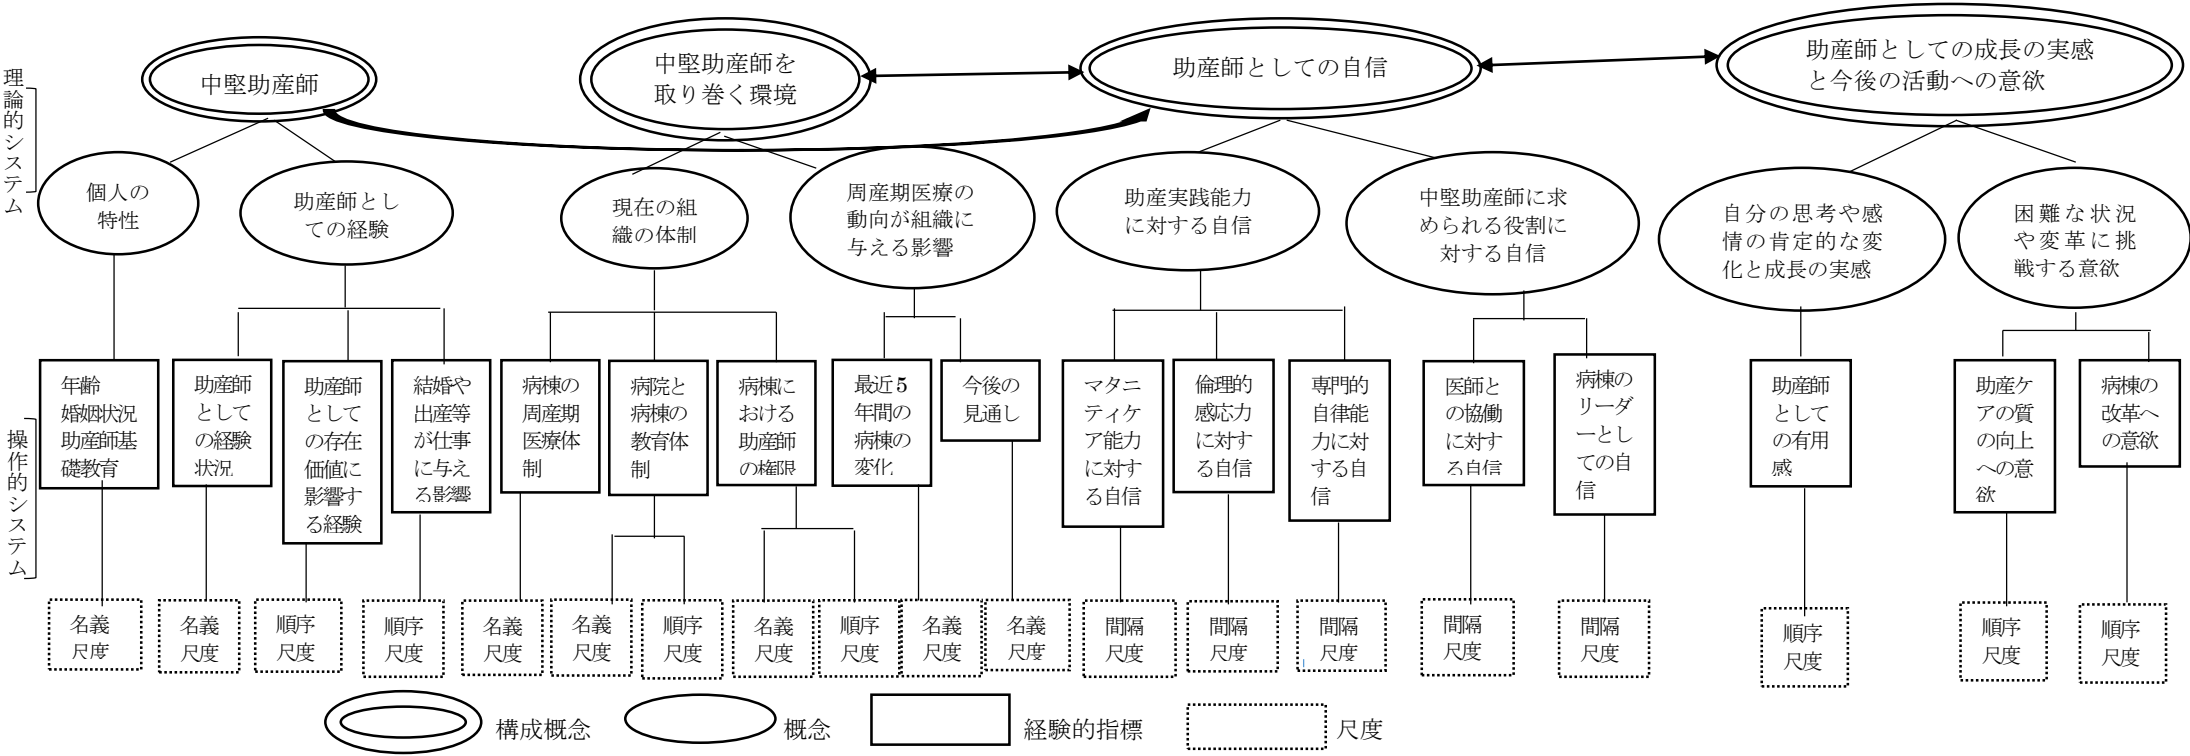 理論的システム
操作的システム
中堅助産師
中堅助産師を
取り巻く環境
助産師としての自信
助産師としての成長の実感
と今後の活動への意欲
個人の
特性
助産師とし
ての経験
現在の組
織の体制
周産期医療の
動向が組織に
与える影響
助産実践能力
に対する自信
中堅助産師に求
められる役割に
対する自信
自分の思考や感
情の肯定的な変
化と成長の実感
困難な状況
や変革に挑
戦する意欲
年齢
婚姻状況
助産師基
礎教育
助産師
として
の経験
状況
助産師
として
の存在
価値に
影響す
る経験
結婚や
出産等
が仕事
に与え
る影響
病棟の
周産期
医療体
制
病院と
病棟の
教育体
制
病棟に
おける
助産師
の権限
最近5
年間の
病棟の
変化
今後の
見通し
マタニ
ティケ
ア能力
に対す
る自信
倫理的
感応力
に対す
る自信
専門的
自律能
力に対
する自
信
医師と
の協働
に対す
る自信
病棟の
リーダ
ーとし
ての自
信
助産師
として
の有用
感
助産ケ
アの質
の向上
への意
欲
病棟の
改革へ
の意欲
名義
尺度
名義
尺度
順序
尺度
順序
尺度
名義
尺度
名義
尺度
順序
尺度
名義
尺度
順序
尺度
名義
尺度
名義
尺度
間隔
尺度
間隔
尺度
間隔
尺度
間隔
尺度
間隔
尺度
順序
尺度
順序
尺度
順序
尺度
構成概念
概念
経験的指標
尺度